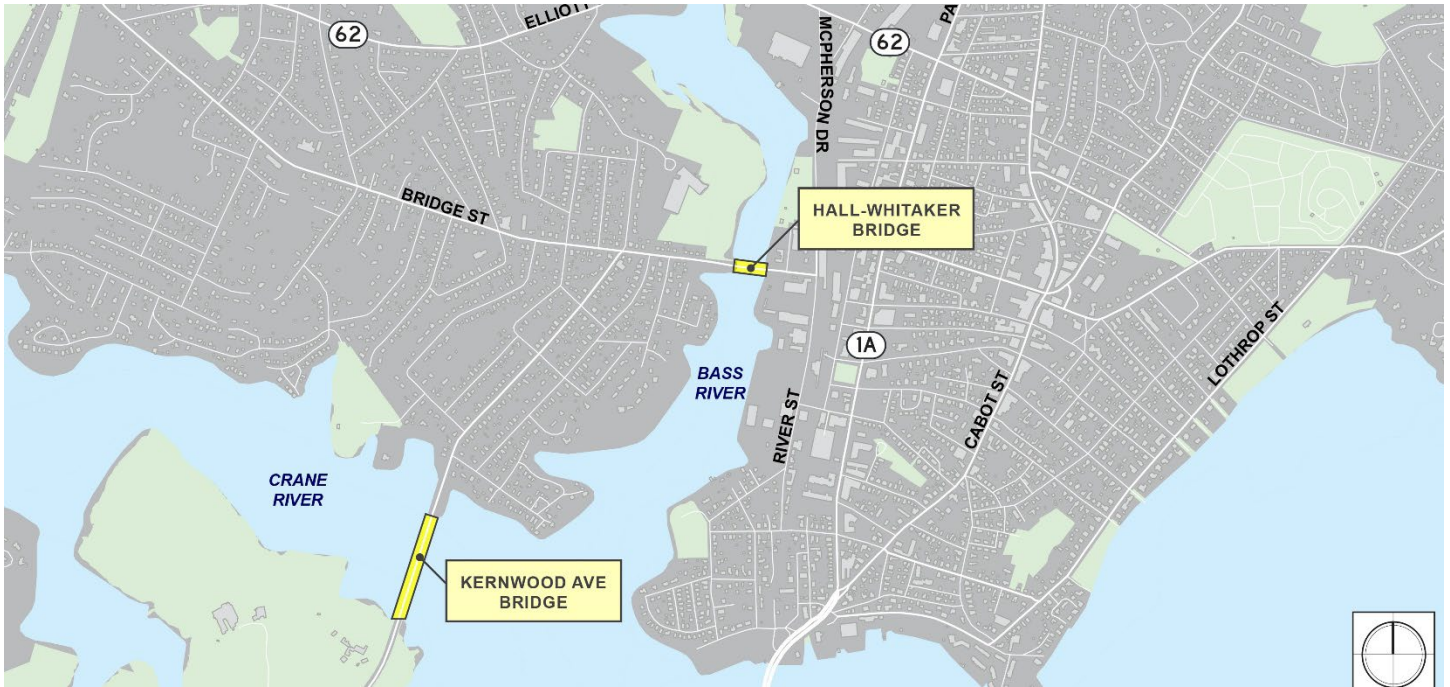 ELLIOTT
62
MCPHERSON DR
PA
62
BRIDGE ST
HALL-WHITAKER
BRIDGE
1A
BASS
RIVER
LOTHROP ST
CABOT ST
RIVER ST
CRANE
RIVER
KERNWOOD AVE
BRIDGE